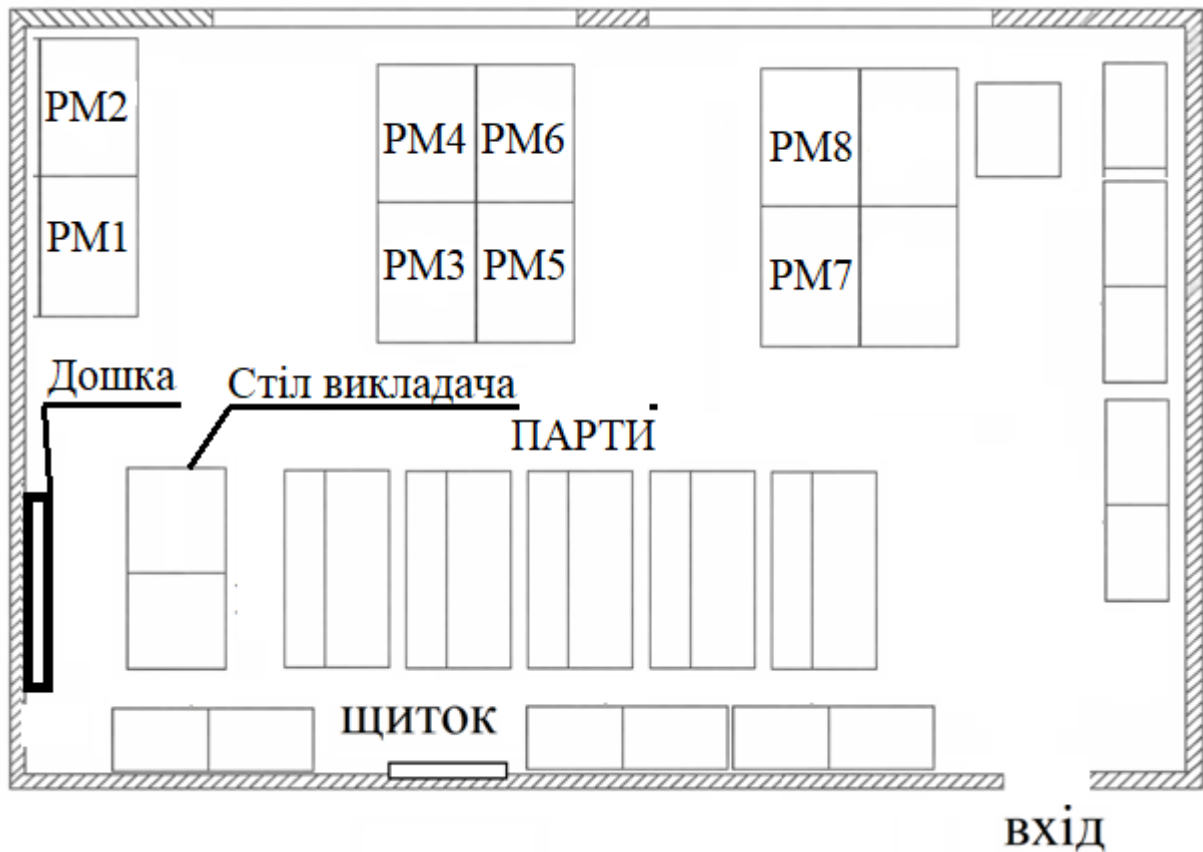 РМ2
РМ4
РМ6
РМ8
РМ1
РМ3
РМ5
РМ7
Дошка
Стіл викладача
ПАРТИ
щиток
вхід